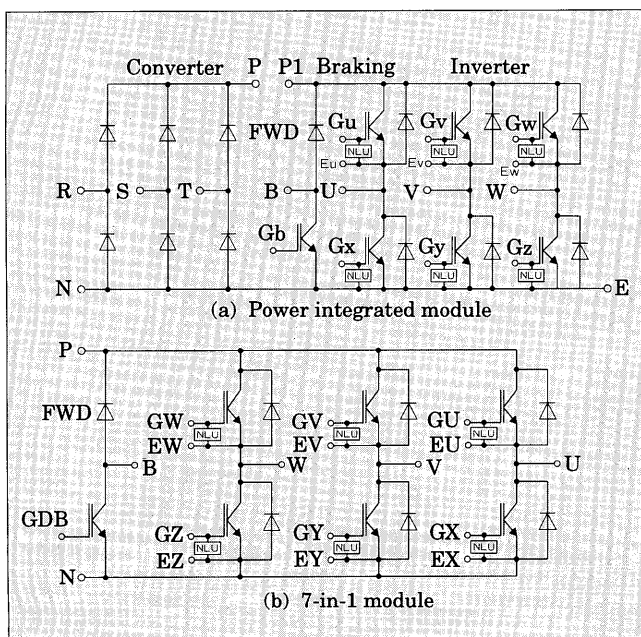 Converter P P1 Braking Inverter
FWD Gu Gv Gw
NLU NLU NLU
Eu Ev Ew
R S T B U V W
Gb Gx Gy Gz
NLU NLU NLU
N E
(a) Power integrated module
P
FWD GW GV GU
NLU NLU NLU
EW EV EU
B W V U
GDB GZ GY GX
NLU NLU NLU
EZ EY EX
N
(b) 7-in-1 module